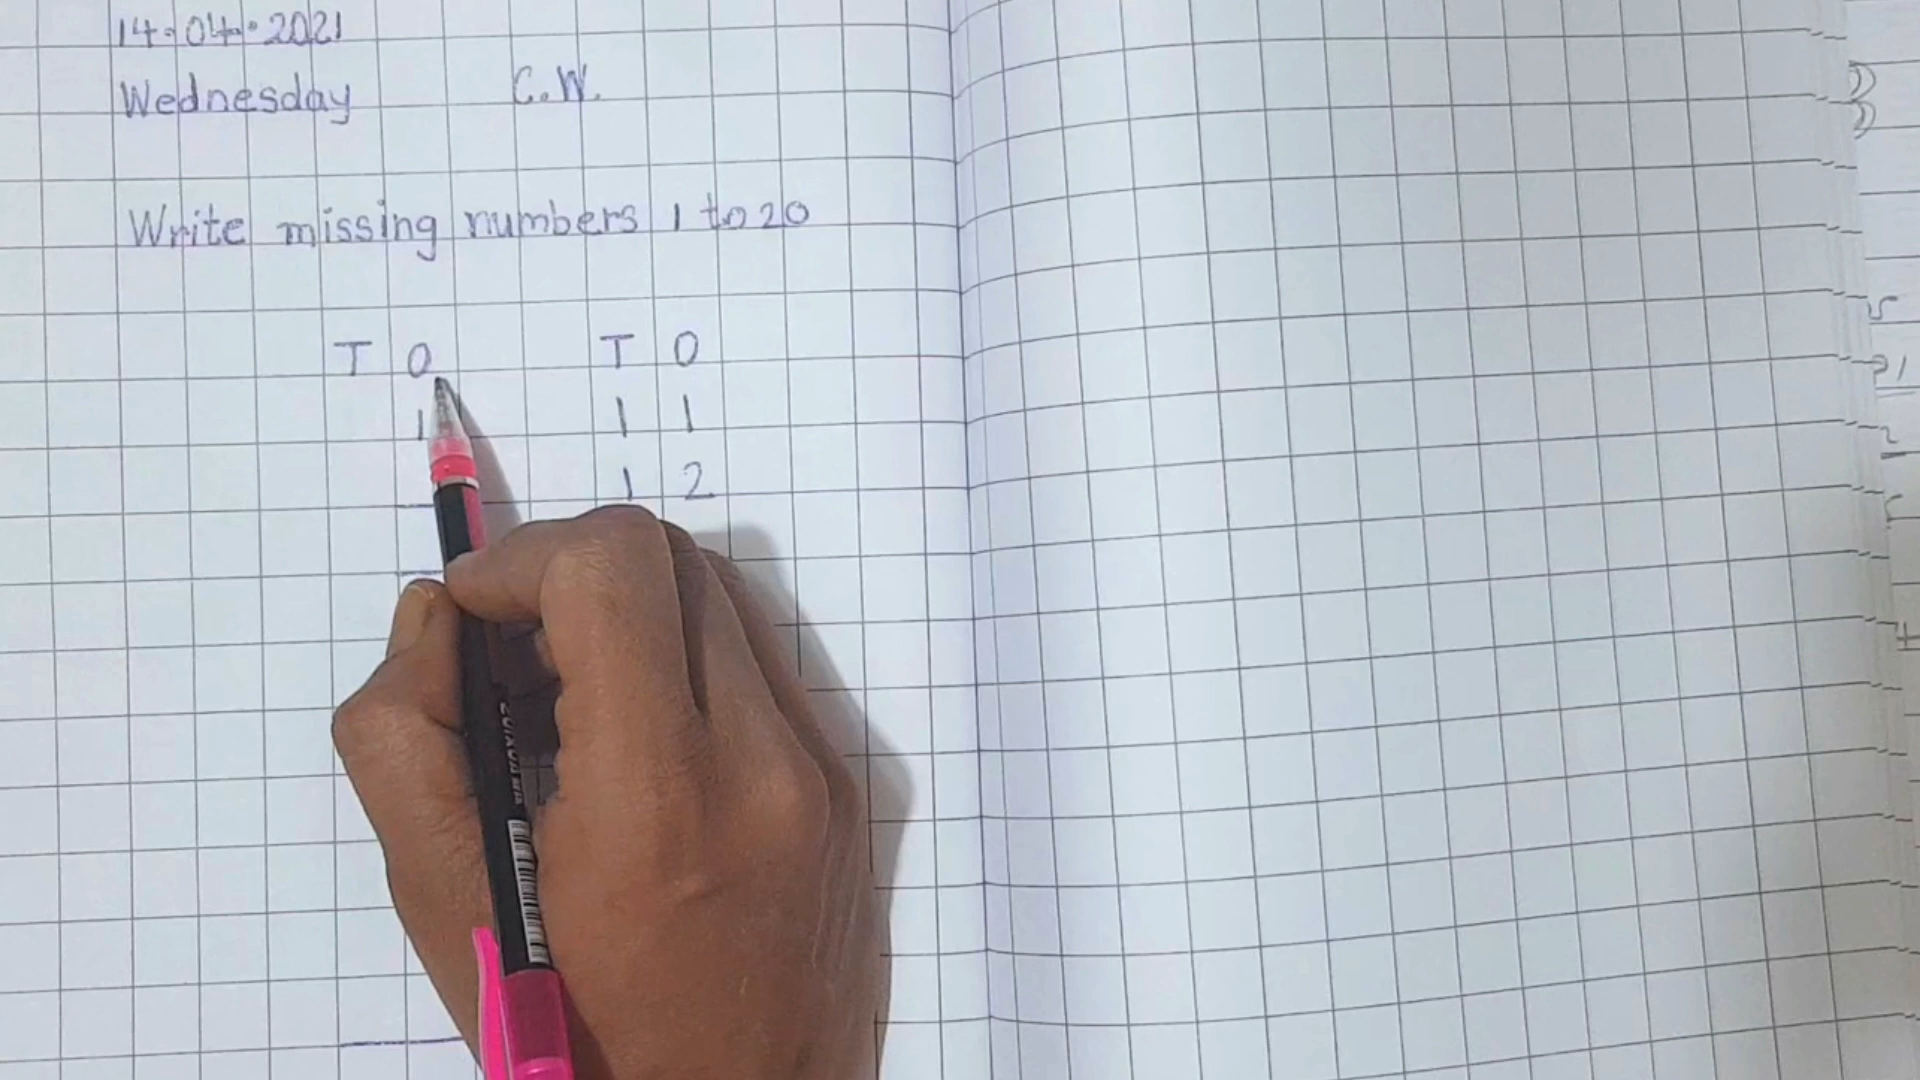 14.04.2021
Wednesday C.W.
Write missing numbers 1 to 20
T O T O
1 1 1
1 2